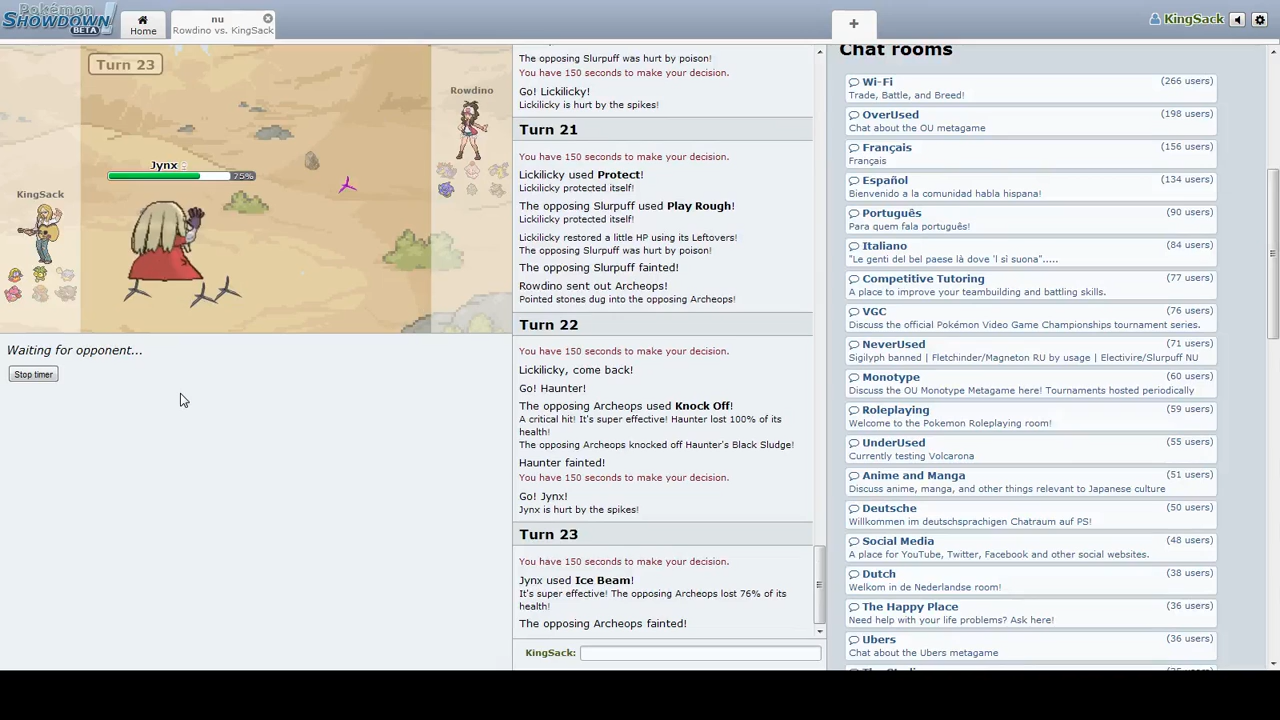 Pokémon
SHOWDOWN
BETA
Home
nu
Rowdino vs. KingSack
+
KingSack
Turn 23
Rowdino
Jynx
75%
KingSack
Waiting for opponent...
Stop timer
The opposing Slurpuff was hurt by poison!
You have 150 seconds to make your decision.
Go! Lickilicky!
Lickilicky is hurt by the spikes!
Turn 21
You have 150 seconds to make your decision.
Lickilicky used Protect!
Lickilicky protected itself!
The opposing Slurpuff used Play Rough!
Lickilicky protected itself!
Lickilicky restored a little HP using its Leftovers!
The opposing Slurpuff was hurt by poison!
The opposing Slurpuff fainted!
Rowdino sent out Archeops!
Pointed stones dug into the opposing Archeops!
Turn 22
You have 150 seconds to make your decision.
Lickilicky, come back!
Go! Haunter!
The opposing Archeops used Knock Off!
A critical hit! It's super effective! Haunter lost 100% of its
health!
The opposing Archeops knocked off Haunter's Black Sludge!
Haunter fainted!
You have 150 seconds to make your decision.
Go! Jynx!
Jynx is hurt by the spikes!
Turn 23
You have 150 seconds to make your decision.
Jynx used Ice Beam!
It's super effective! The opposing Archeops lost 76% of its
health!
The opposing Archeops fainted!
KingSack:
Chat rooms
Wi-Fi (266 users)
Trade, Battle, and Breed!
OverUsed (198 users)
Chat about the OU metagame
Français (156 users)
Français
Español (134 users)
Bienvenido a la comunidad habla hispana!
Português (90 users)
Para quem fala português!
Italiano (84 users)
"Le genti del bel paese là dove 'l sì suona".....
Competitive Tutoring (77 users)
A place to improve your teambuilding and battling skills.
VGC (76 users)
Discuss the official Pokémon Video Game Championships tournament series.
NeverUsed (71 users)
Sigilyph banned | Fletchinder/Magneton RU by usage | Electivire/Slurpuff NU
Monotype (60 users)
Discuss the OU Monotype Metagame here! Tournaments hosted periodically
Roleplaying (59 users)
Welcome to the Pokemon Roleplaying room!
UnderUsed (55 users)
Currently testing Volcarona
Anime and Manga (51 users)
Discuss anime, manga, and other things relevant to Japanese culture
Deutsche (50 users)
Willkommen im deutschsprachigen Chatraum auf PS!
Social Media (48 users)
A place for YouTube, Twitter, Facebook and other social websites.
Dutch (38 users)
Welkom in de Nederlandse room!
The Happy Place (36 users)
Need help with your life problems? Ask here!
Ubers (36 users)
Chat about the Ubers metagame